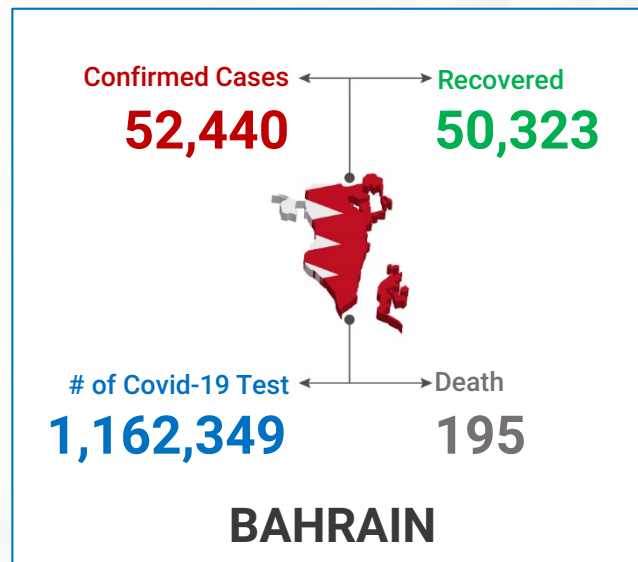 Confirmed Cases
52,440
Recovered
50,323
# of Covid-19 Test
1,162,349
Death
195
BAHRAIN